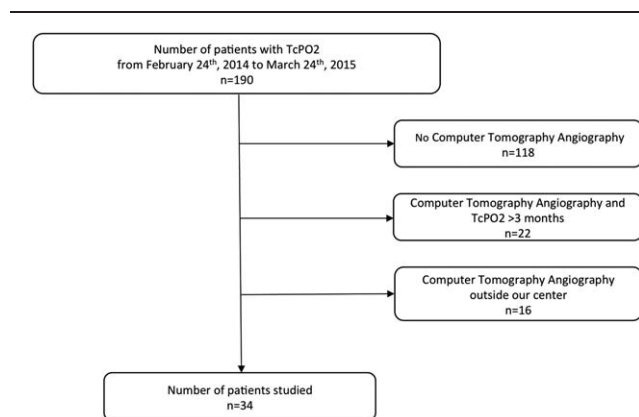 Number of patients with TcPO2
from February 24th, 2014 to March 24th, 2015
n=190
No Computer Tomography Angiography
n=118
Computer Tomography Angiography and
TcPO2 >3 months
n=22
Computer Tomography Angiography
outside our center
n=16
Number of patients studied
n=34